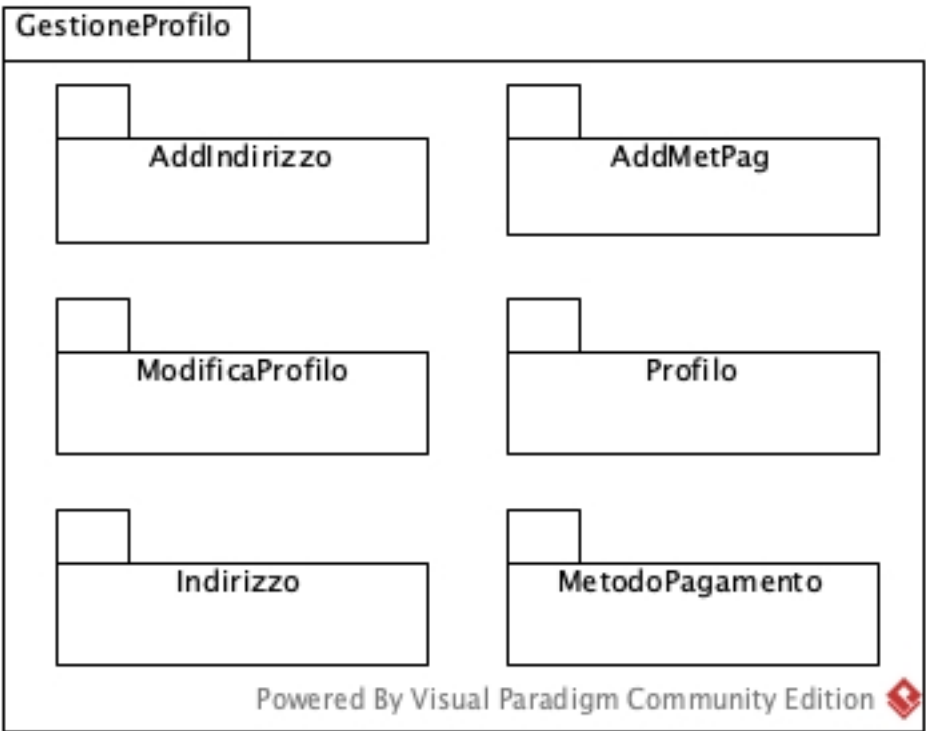 GestioneProfilo
AddIndirizzo
AddMetPag
ModificaProfilo
Profilo
Indirizzo
MetodoPagamento
Powered By Visual Paradigm Community Edition